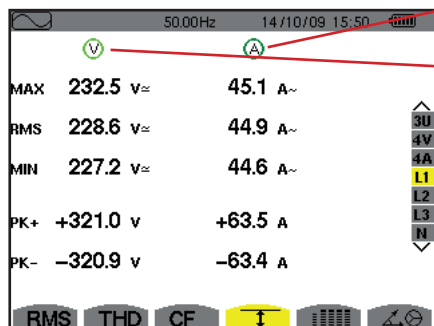 50.00Hz 14/10/09 15:50
V A
MAX 232.5 V≃ 45.1 A~
RMS 228.6 V≃ 44.9 A~
MIN 227.2 V≃ 44.6 A~
PK+ +321.0 V +63.5 A
PK- -320.9 V -63.4 A
3U
4V
4A
L1
L2
L3
N
RMS THD CF